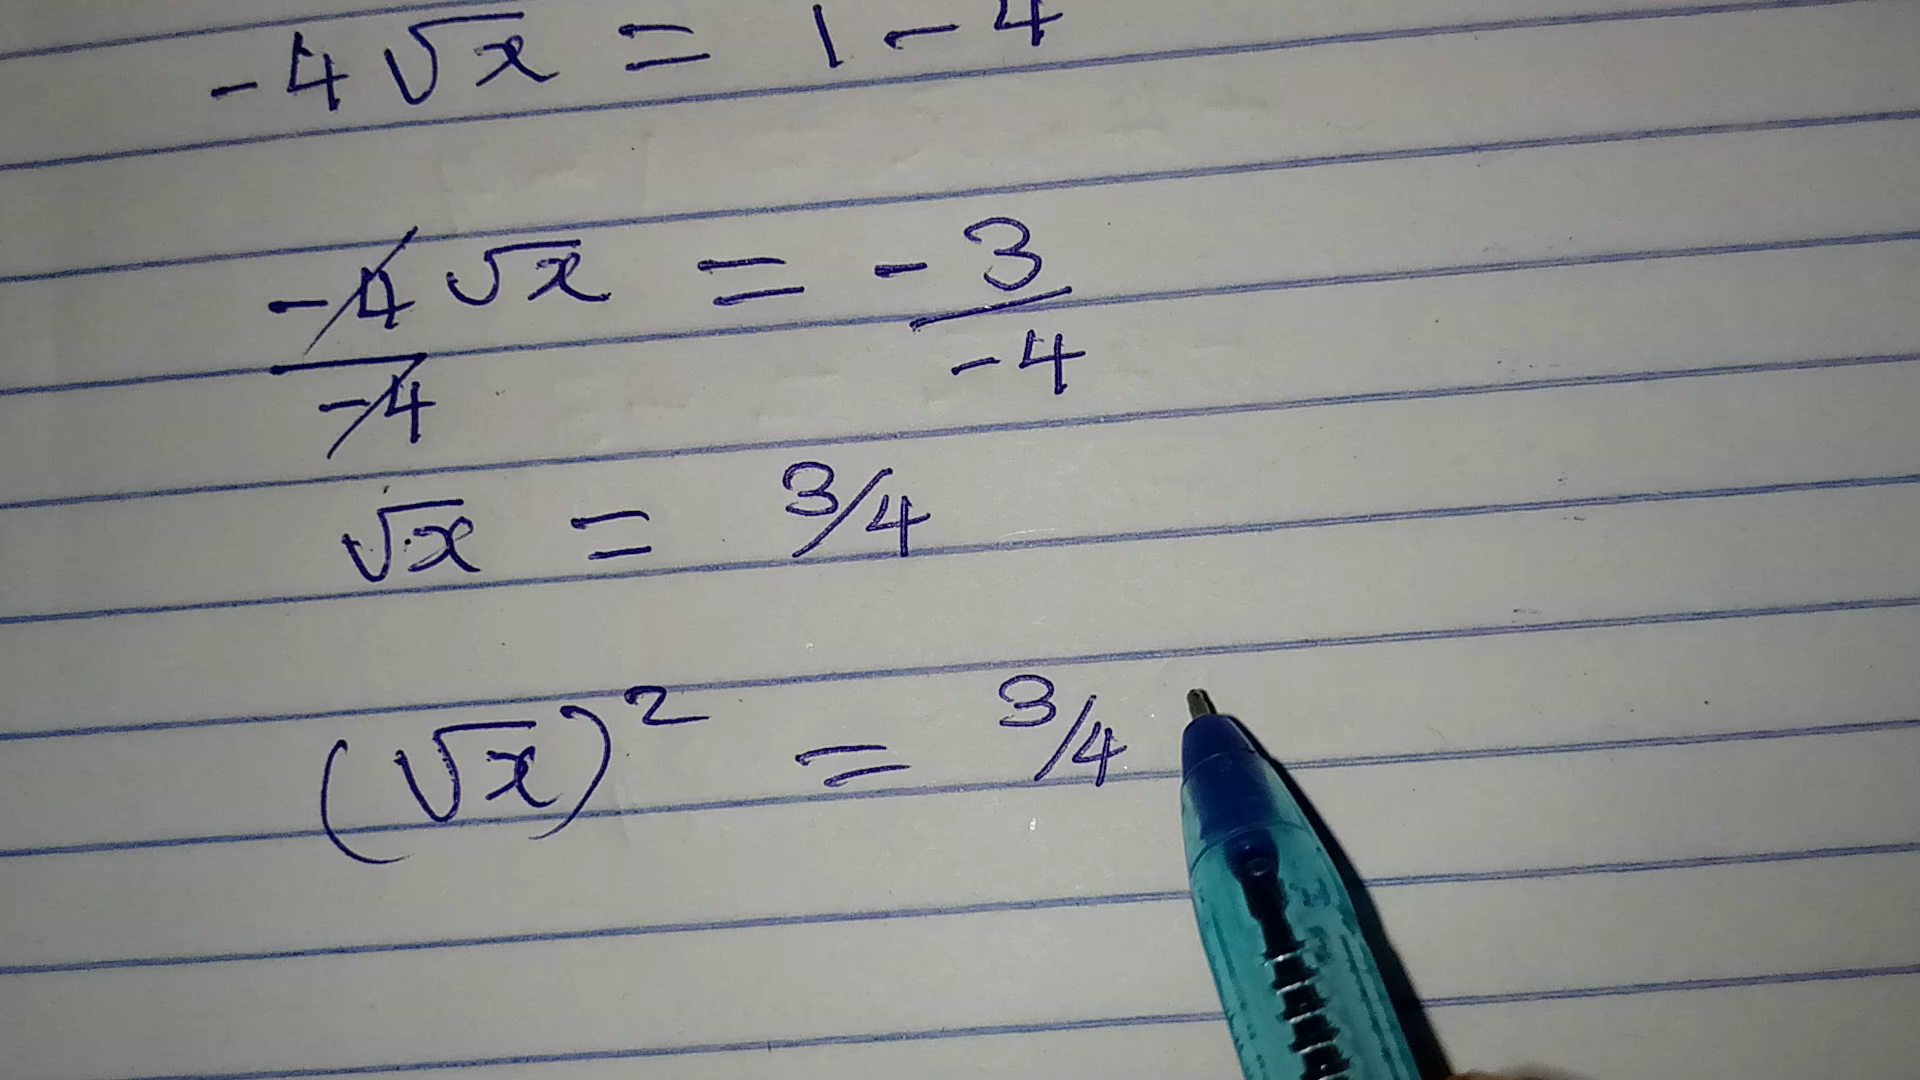 -4√x = 1 - 4
-4√x / -4 = -3 / -4
√x = 3/4
(√x)² = 3/4